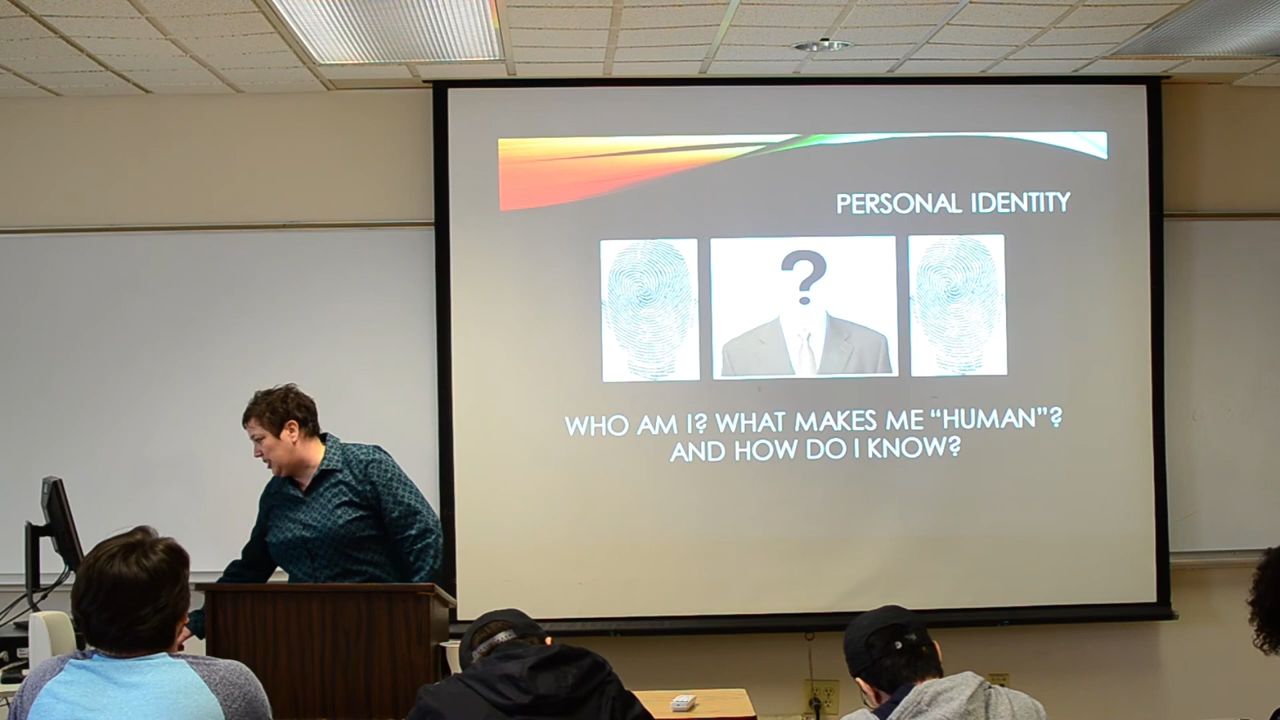 PERSONAL IDENTITY
?
WHO AM I? WHAT MAKES ME “HUMAN”?
AND HOW DO I KNOW?